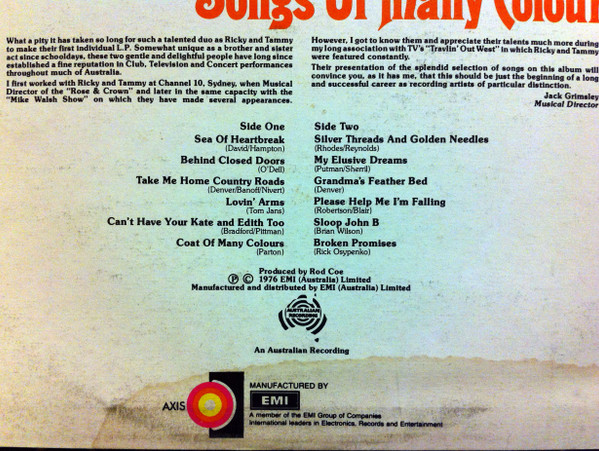 Songs Of Many Colour
What a pity it has taken so long for such a talented duo as Ricky and Tammy
to make their first individual L.P. Somewhat unique as a brother and sister
act since schooldays, these two gentle and delightful people have long since
established a fine reputation in Club, Television and Concert performances
throughout much of Australia.
I first worked with Ricky and Tammy at Channel 10, Sydney, when Musical
Director of the "Rose & Crown" and later in the same capacity with the
"Mike Walsh Show" on which they have made several appearances.
However, I got to know them and appreciate their talents much more during
my long association with TV's "Travlin' Out West" in which Ricky and Tammy
were featured constantly.
Their presentation of the splendid selection of songs on this album will
convince you, as it has me, that this should be just the beginning of a long
and successful career as recording artists of particular distinction.
Jack Grimsley
Musical Director
Side One
Sea Of Heartbreak
(David/Hampton)
Behind Closed Doors
(O'Dell)
Take Me Home Country Roads
(Denver/Banoff/Nivert)
Lovin' Arms
(Tom Jans)
Can't Have Your Kate and Edith Too
(Bradford/Pittman)
Coat Of Many Colours
(Parton)
Side Two
Silver Threads And Golden Needles
(Rhodes/Reynolds)
My Elusive Dreams
(Putman/Sherril)
Grandma's Feather Bed
(Denver)
Please Help Me I'm Falling
(Robertson/Blair)
Sloop John B
(Brian Wilson)
Broken Promises
(Rick Osypenko)
Produced by Rod Coe
℗ © 1976 EMI (Australia) Limited
Manufactured and distributed by EMI (Australia) Limited
AUSTRALIAN
RECORDING
An Australian Recording
AXIS
MANUFACTURED BY
EMI
A member of the EMI Group of Companies
International leaders in Electronics, Records and Entertainment